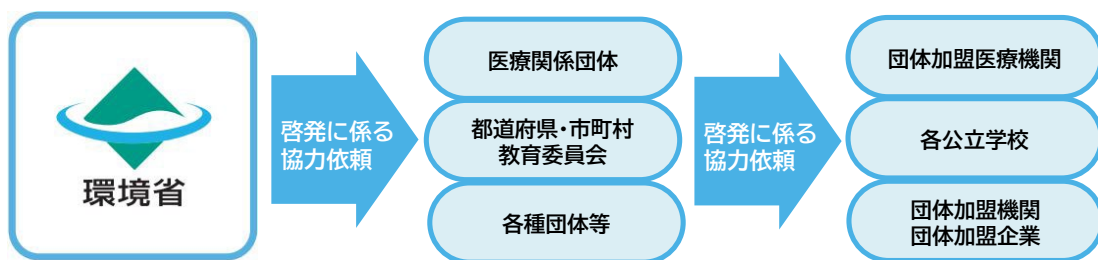 環境省
啓発に係る
協力依頼
医療関係団体
都道府県・市町村
教育委員会
各種団体等
啓発に係る
協力依頼
団体加盟医療機関
各公立学校
団体加盟機関
団体加盟企業